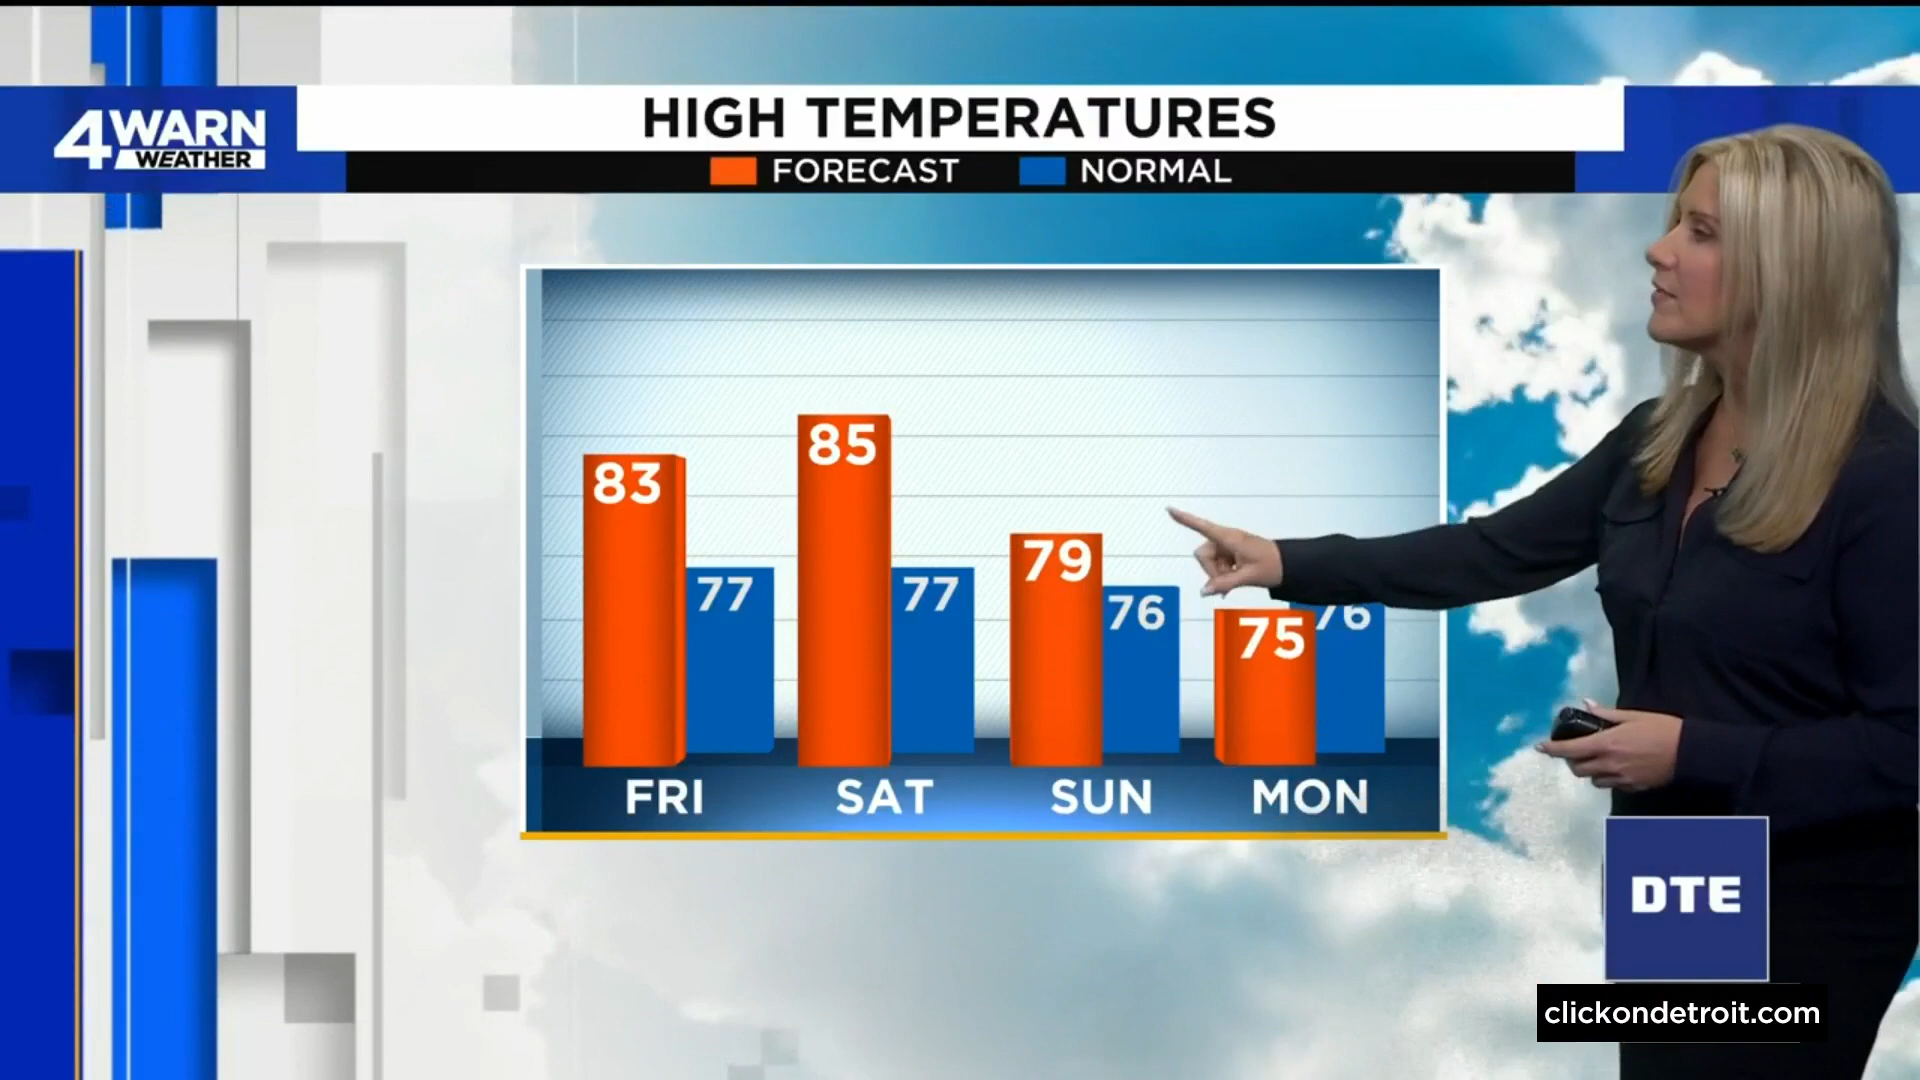 HIGH TEMPERATURES
4WARN
WEATHER
FORECAST NORMAL
83 77 85 77 79 76 75 76
FRI SAT SUN MON
DTE
clickondetroit.com